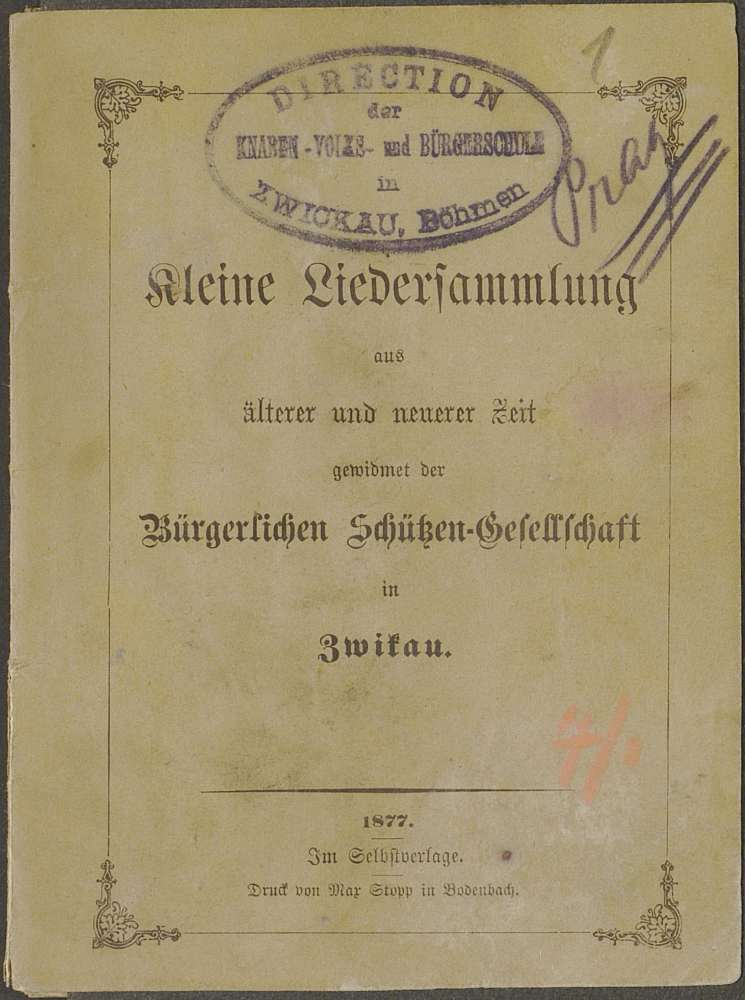 1
DIRECTION
der
KNABEN-VOLKS- und BÜRGERSCHULE
in
ZWICKAU, Böhmen
Kleine Liedersammlung
aus
älterer und neuerer Zeit
gewidmet der
Bürgerlichen Schützen-Gesellschaft
in
Zwikau.
7/.
1877.
Im Selbstverlage.
Druck von Max Stopp in Bodenbach.